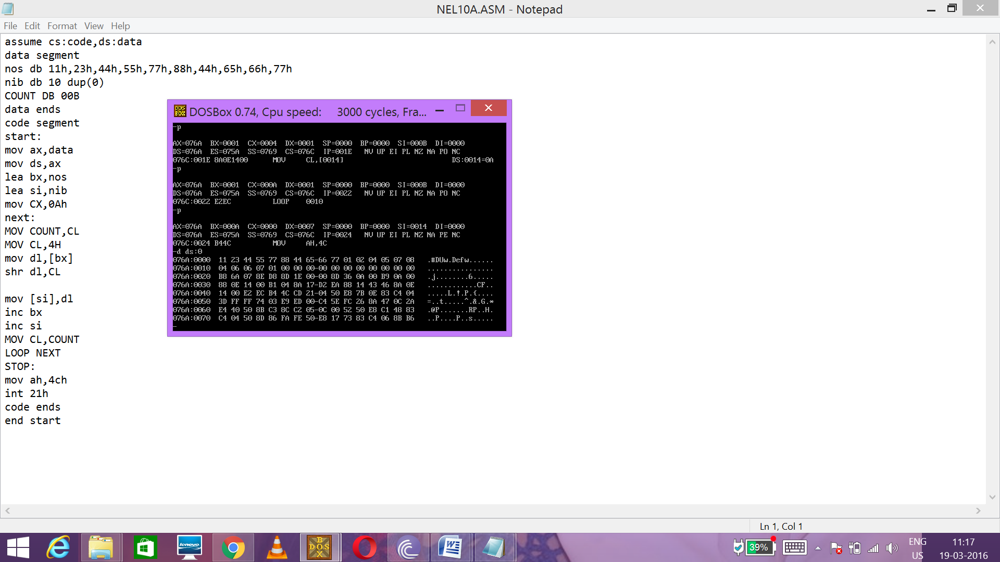 NEL10A.ASM - Notepad
File Edit Format View Help
assume cs:code,ds:data
data segment
nos db 11h,23h,44h,55h,77h,88h,44h,65h,66h,77h
nib db 10 dup(0)
COUNT DB 00B
data ends
code segment
start:
mov ax,data
mov ds,ax
lea bx,nos
lea si,nib
mov CX,0Ah
next:
MOV COUNT,CL
MOV CL,4H
mov dl,[bx]
shr dl,CL
mov [si],dl
inc bx
inc si
MOV CL,COUNT
LOOP NEXT
STOP:
mov ah,4ch
int 21h
code ends
end start
DOSBox 0.74, Cpu speed: 3000 cycles, Fra...
-p
AX=076A BX=0001 CX=0004 DX=0001 SP=0000 BP=0000 SI=000B DI=0000
DS=076A ES=075A SS=0769 CS=076C IP=001E NV UP EI PL NZ NA PO NC
076C:001E 8A0E1400 MOV CL,[0014] DS:0014=0A
-p
AX=076A BX=0001 CX=000A DX=0001 SP=0000 BP=0000 SI=000B DI=0000
DS=076A ES=075A SS=0769 CS=076C IP=0022 NV UP EI PL NZ NA PO NC
076C:0022 E2EC LOOP 0010
-p
AX=076A BX=000A CX=0000 DX=0007 SP=0000 BP=0000 SI=0014 DI=0000
DS=076A ES=075A SS=0769 CS=076C IP=0024 NV UP EI PL NZ NA PE NC
076C:0024 B44C MOV AH,4C
-d ds:0
076A:0000 11 23 44 55 77 88 44 65-66 77 01 02 04 05 07 08 .#DUw.Defw......
076A:0010 04 06 06 07 01 00 00 00-00 00 00 00 00 00 00 00 ................
076A:0020 B8 6A 07 8E D8 8D 1E 00-00 8D 36 0A 00 B9 0A 00 .j........6.....
076A:0030 88 0E 14 00 B1 04 8A 17-D2 EA 88 14 43 46 8A 0E ............CF..
076A:0040 14 00 E2 EC B4 4C CD 21-04 50 E8 7B 0E 83 C4 04 .....L.!.P.{....
076A:0050 3D FF FF 74 03 E9 ED 00-C4 5E FC 26 8A 47 0C 2A =..t.....^.&.G.*
076A:0060 E4 40 50 8B C3 8C C2 05-0C 00 52 50 E8 C1 48 83 .@P.......RP..H.
076A:0070 C4 04 50 8D 86 FA FE 50-E8 17 73 83 C4 06 8B B6 ..P....P..s.....
-
Ln 1, Col 1
lenovo
BOX
DOS
39%
ENG
US
11:17
19-03-2016